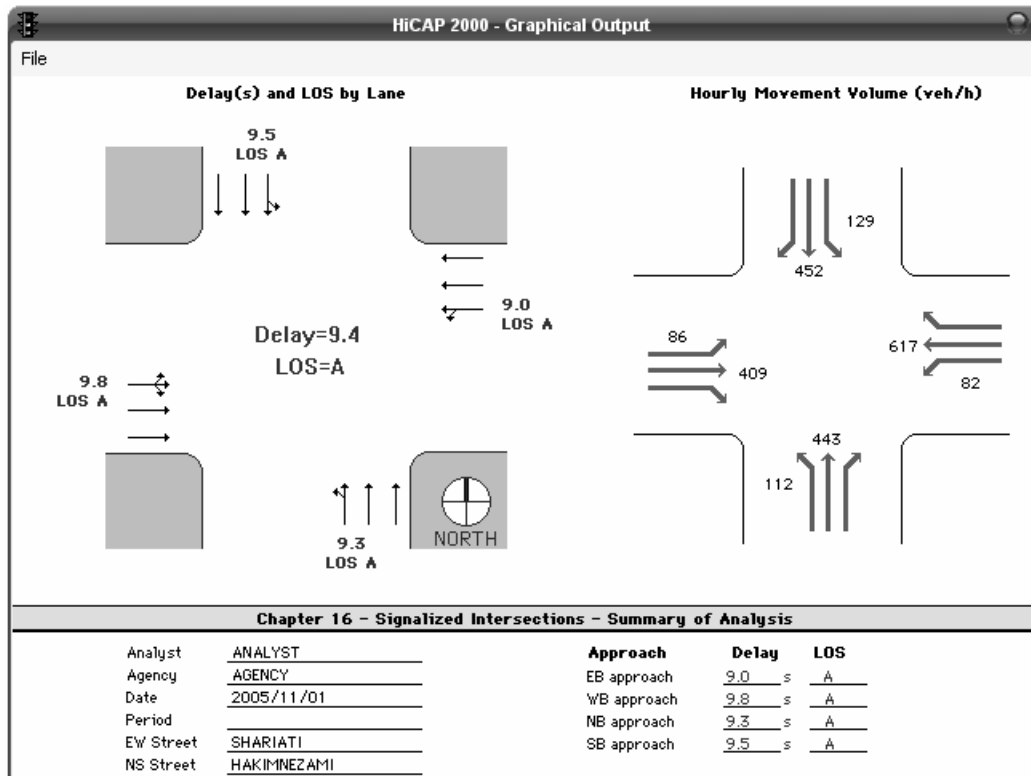 HiCAP 2000 - Graphical Output
File
Delay(s) and LOS by Lane
Hourly Movement Volume (veh/h)
9.5
LOS A
9.0
LOS A
Delay=9.4
LOS=A
9.8
LOS A
9.3
LOS A
NORTH
129
452
86
409
617
82
443
112
Chapter 16 - Signalized Intersections - Summary of Analysis
Analyst ANALYST
Agency AGENCY
Date 2005/11/01
Period
EW Street SHARIATI
NS Street HAKIMNEZAMI
Approach Delay LOS
EB approach 9.0 s A
WB approach 9.8 s A
NB approach 9.3 s A
SB approach 9.5 s A